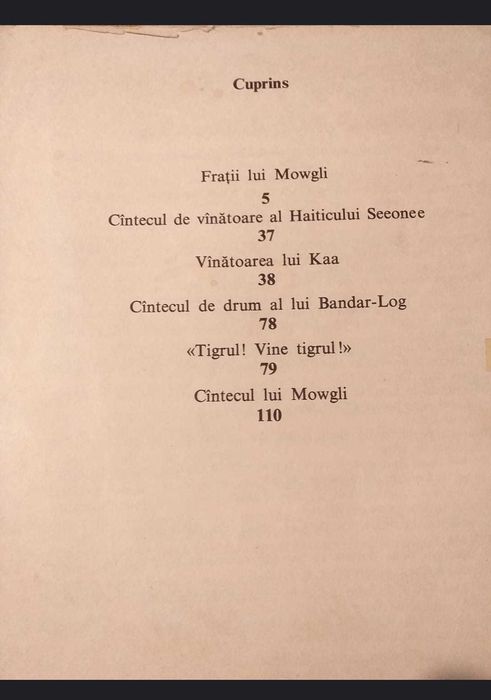 Cuprins
Frații lui Mowgli
5
Cîntecul de vînătoare al Haiticului Seeonee
37
Vînătoarea lui Kaa
38
Cîntecul de drum al lui Bandar-Log
78
«Tigrul! Vine tigrul!»
79
Cîntecul lui Mowgli
110